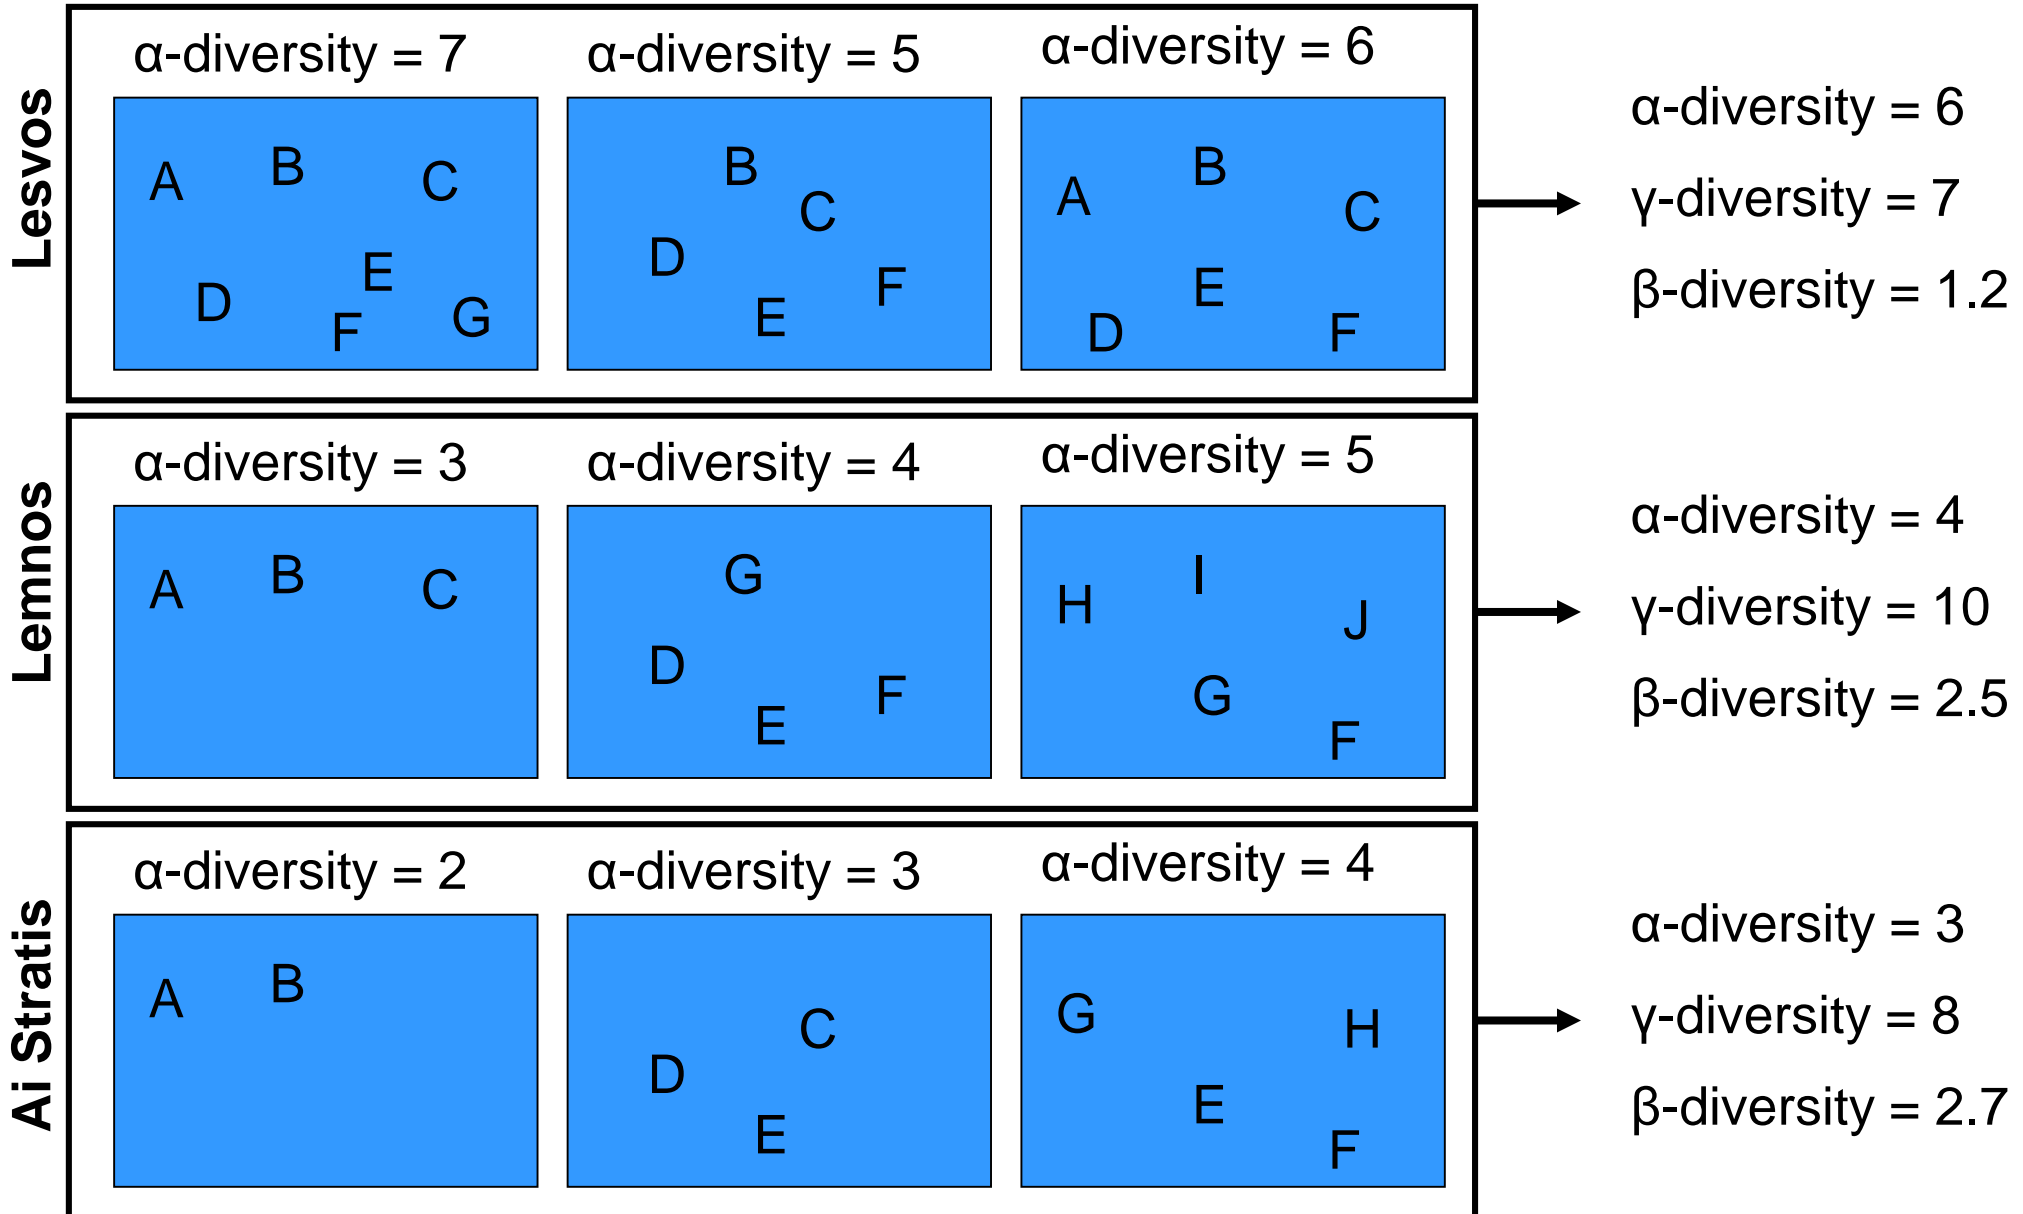 Lesvos
α-diversity = 7
α-diversity = 5
α-diversity = 6
A B C D E F G
B C D E F
A B C D E F
α-diversity = 6
γ-diversity = 7
β-diversity = 1.2
Lemnos
α-diversity = 3
α-diversity = 4
α-diversity = 5
A B C
G D E F
H I J G F
α-diversity = 4
γ-diversity = 10
β-diversity = 2.5
Ai Stratis
α-diversity = 2
α-diversity = 3
α-diversity = 4
A B
C D E
G H E F
α-diversity = 3
γ-diversity = 8
β-diversity = 2.7